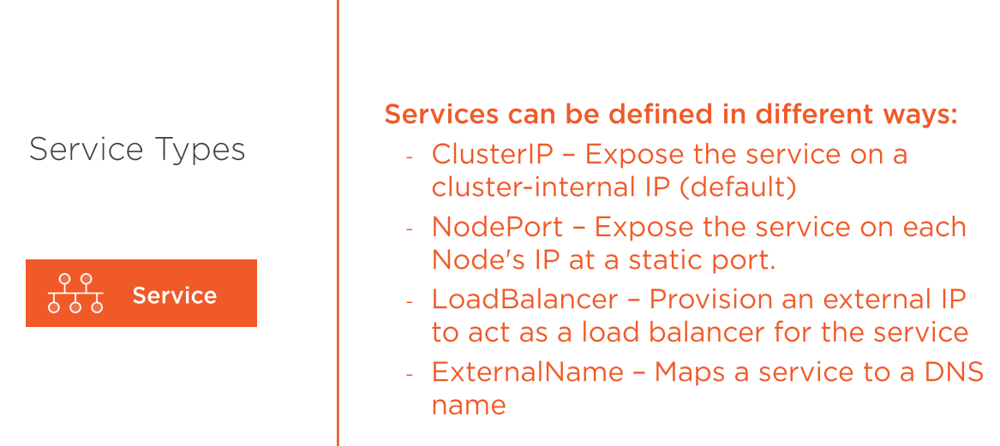 Service Types
Service
Services can be defined in different ways:
- ClusterIP – Expose the service on a
cluster-internal IP (default)
- NodePort – Expose the service on each
Node's IP at a static port.
- LoadBalancer – Provision an external IP
to act as a load balancer for the service
- ExternalName – Maps a service to a DNS
name